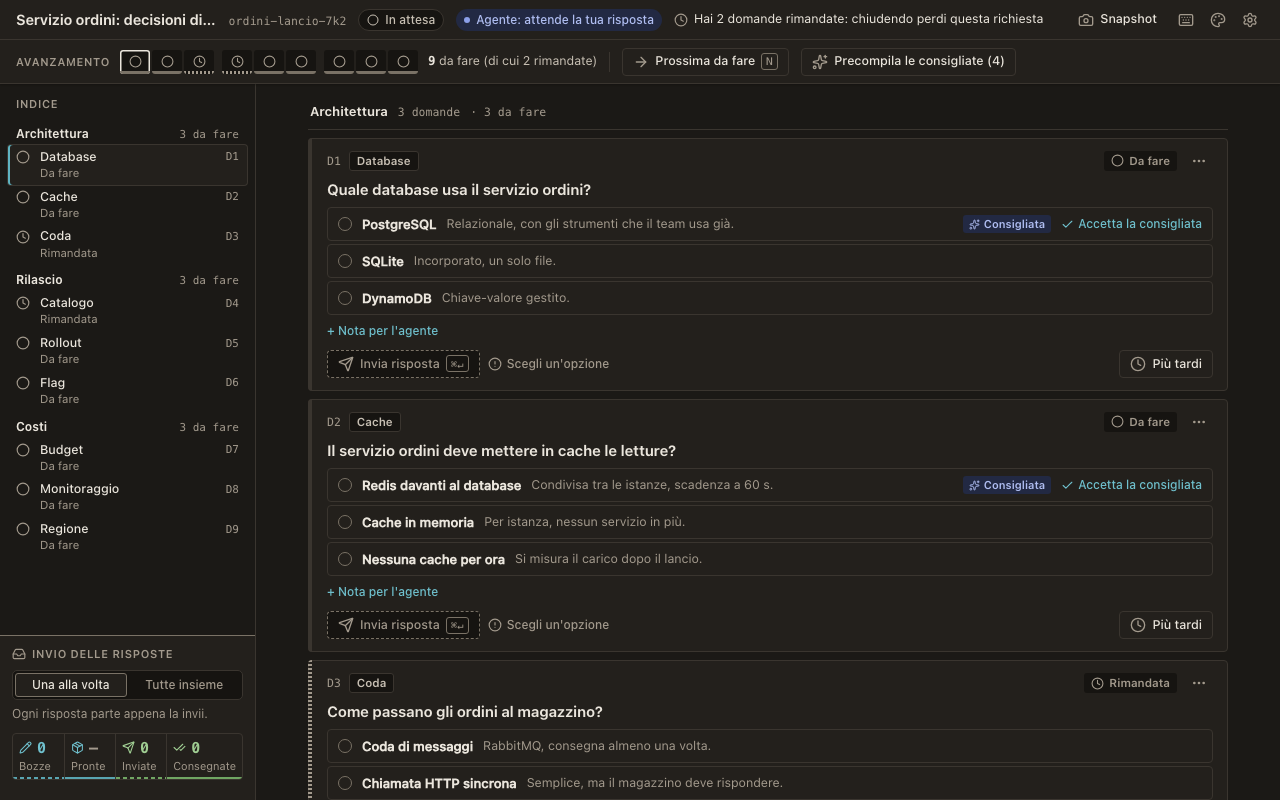 Servizio ordini: decisioni di... ordini-lancio-7k2 In attesa Agente: attende la tua risposta Hai 2 domande rimandate: chiudendo perdi questa richiesta Snapshot
AVANZAMENTO 9 da fare (di cui 2 rimandate) Prossima da fare N Precompila le consigliate (4)
INDICE
Architettura 3 da fare
Database D1
Da fare
Cache D2
Da fare
Coda D3
Rimandata
Rilascio 3 da fare
Catalogo D4
Rimandata
Rollout D5
Da fare
Flag D6
Da fare
Costi 3 da fare
Budget D7
Da fare
Monitoraggio D8
Da fare
Regione D9
Da fare
INVIO DELLE RISPOSTE
Una alla volta Tutte insieme
Ogni risposta parte appena la invii.
0 – 0 0
Bozze Pronte Inviate Consegnate
Architettura 3 domande · 3 da fare
D1 Database Da fare ...
Quale database usa il servizio ordini?
PostgreSQL Relazionale, con gli strumenti che il team usa già. Consigliata Accetta la consigliata
SQLite Incorporato, un solo file.
DynamoDB Chiave-valore gestito.
+ Nota per l'agente
Invia risposta ⌘↵ Scegli un'opzione Più tardi
D2 Cache Da fare ...
Il servizio ordini deve mettere in cache le letture?
Redis davanti al database Condivisa tra le istanze, scadenza a 60 s. Consigliata Accetta la consigliata
Cache in memoria Per istanza, nessun servizio in più.
Nessuna cache per ora Si misura il carico dopo il lancio.
+ Nota per l'agente
Invia risposta ⌘↵ Scegli un'opzione Più tardi
D3 Coda Rimandata ...
Come passano gli ordini al magazzino?
Coda di messaggi RabbitMQ, consegna almeno una volta.
Chiamata HTTP sincrona Semplice, ma il magazzino deve rispondere.